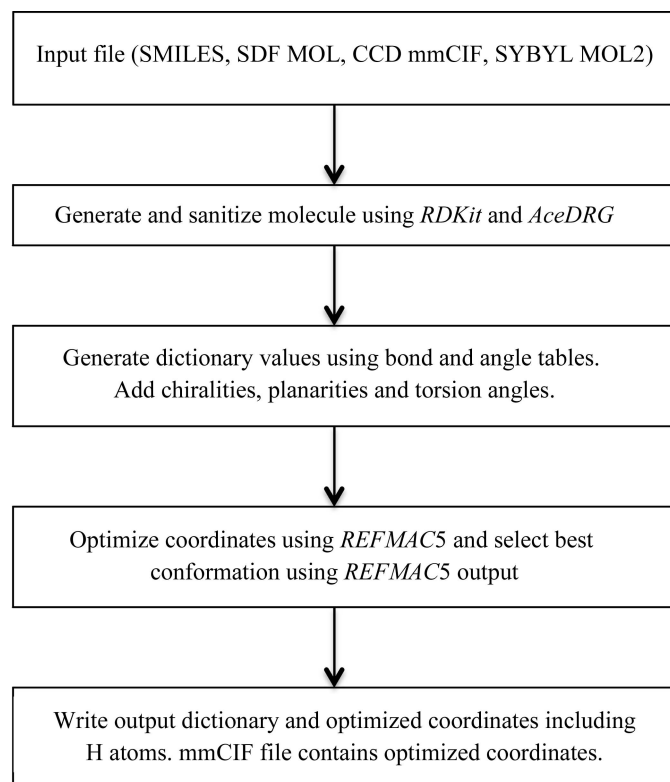 Input file (SMILES, SDF MOL, CCD mmCIF, SYBYL MOL2)
Generate and sanitize molecule using RDKit and AceDRG
Generate dictionary values using bond and angle tables.
Add chiralities, planarities and torsion angles.
Optimize coordinates using REFMAC5 and select best
conformation using REFMAC5 output
Write output dictionary and optimized coordinates including
H atoms. mmCIF file contains optimized coordinates.